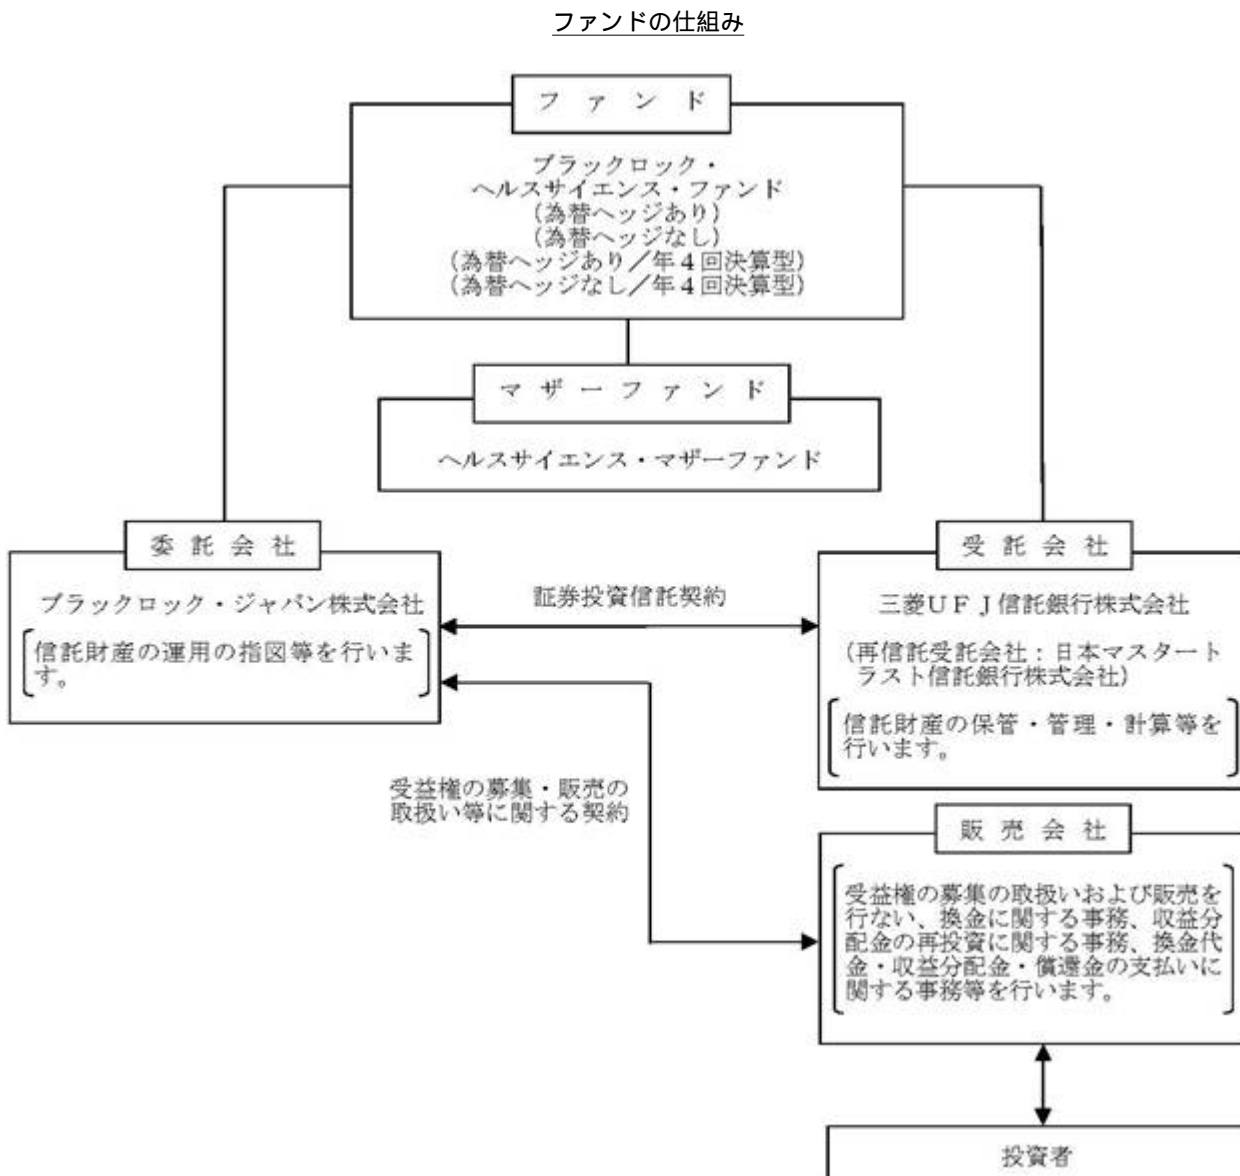 ファンドの仕組み
ファンド
ブラックロック・
ヘルスサイエンス・ファンド
（為替ヘッジあり）
（為替ヘッジなし）
（為替ヘッジあり／年４回決算型）
（為替ヘッジなし／年４回決算型）
マザーファンド
ヘルスサイエンス・マザーファンド
委託会社
ブラックロック・ジャパン株式会社
信託財産の運用の指図等を行いま
す。
証券投資信託契約
受託会社
三菱ＵＦＪ信託銀行株式会社
（再信託受託会社：日本マスタート
ラスト信託銀行株式会社）
信託財産の保管・管理・計算等を
行います。
受益権の募集・販売の
取扱い等に関する契約
販売会社
受益権の募集の取扱いおよび販売を
行ない、換金に関する事務、収益分
配金の再投資に関する事務、換金代
金・収益分配金・償還金の支払いに
関する事務等を行います。
投資者